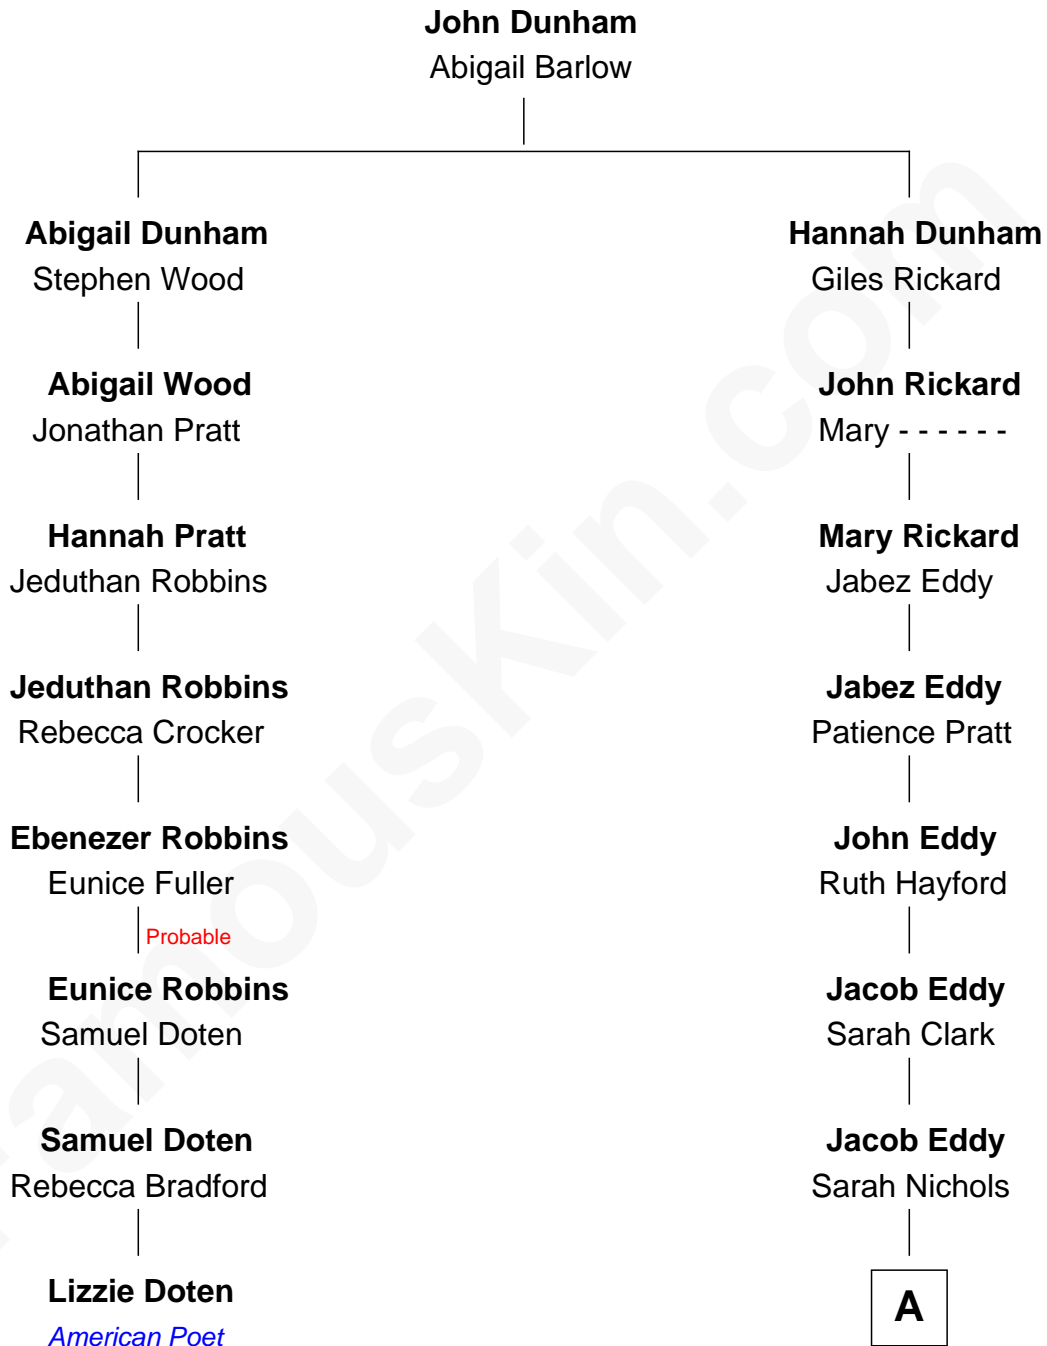 John Dunham
Abigail Barlow
Abigail Dunham
Stephen Wood
Hannah Dunham
Giles Rickard
Abigail Wood
Jonathan Pratt
John Rickard
Mary - - - - - -
Hannah Pratt
Jeduthan Robbins
Mary Rickard
Jabez Eddy
Jeduthan Robbins
Rebecca Crocker
Jabez Eddy
Patience Pratt
Ebenezer Robbins
Eunice Fuller
John Eddy
Ruth Hayford
Probable
Eunice Robbins
Samuel Doten
Jacob Eddy
Sarah Clark
Samuel Doten
Rebecca Bradford
Jacob Eddy
Sarah Nichols
Lizzie Doten
American Poet
A
FamousKin.com